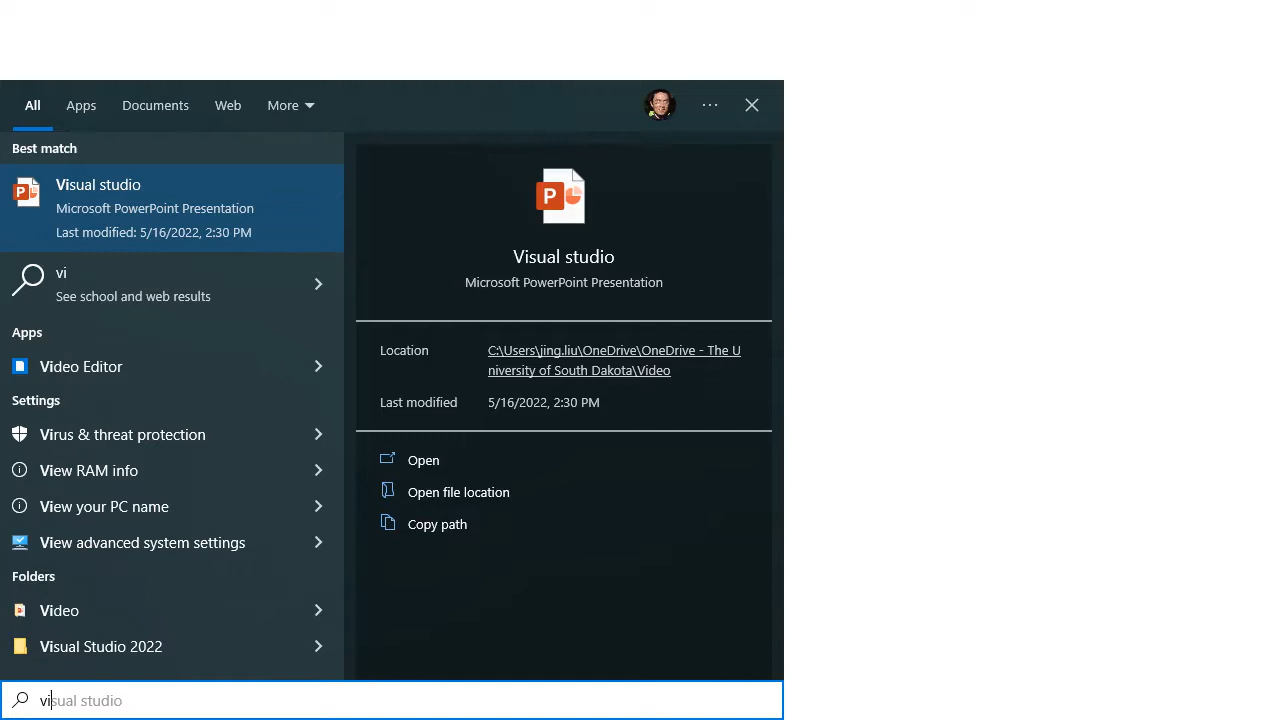 All Apps Documents Web More
Best match
Visual studio
Microsoft PowerPoint Presentation
Last modified: 5/16/2022, 2:30 PM
vi
See school and web results
Apps
Video Editor
Settings
Virus & threat protection
View RAM info
View your PC name
View advanced system settings
Folders
Video
Visual Studio 2022
P
Visual studio
Microsoft PowerPoint Presentation
Location C:\Users\jing.liu\OneDrive\OneDrive - The U
niversity of South Dakota\Video
Last modified 5/16/2022, 2:30 PM
Open
Open file location
Copy path
visual studio